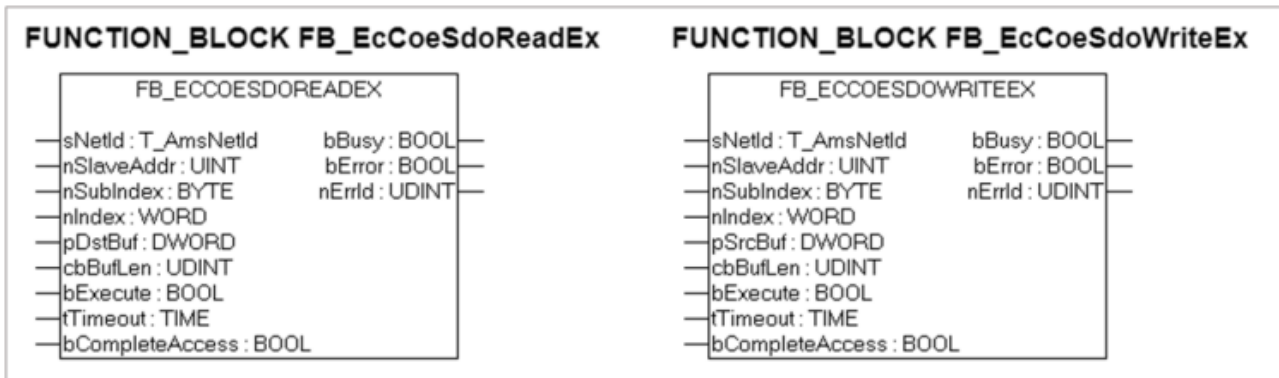 FUNCTION_BLOCK FB_EcCoeSdoReadEx
FB_ECCOESDOREADEX
sNetId : T_AmsNetId bBusy : BOOL
nSlaveAddr : UINT bError : BOOL
nSubIndex : BYTE nErrId : UDINT
nIndex : WORD
pDstBuf : DWORD
cbBufLen : UDINT
bExecute : BOOL
tTimeout : TIME
bCompleteAccess : BOOL
FUNCTION_BLOCK FB_EcCoeSdoWriteEx
FB_ECCOESDOWRITEEX
sNetId : T_AmsNetId bBusy : BOOL
nSlaveAddr : UINT bError : BOOL
nSubIndex : BYTE nErrId : UDINT
nIndex : WORD
pSrcBuf : DWORD
cbBufLen : UDINT
bExecute : BOOL
tTimeout : TIME
bCompleteAccess : BOOL